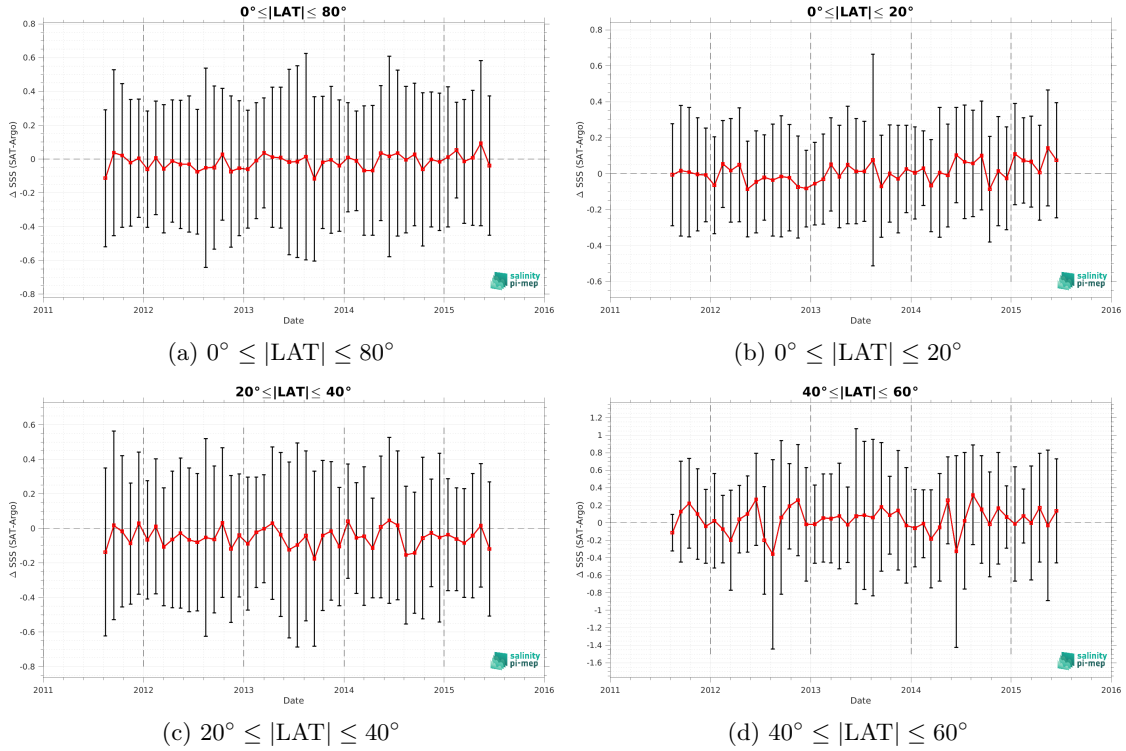 0°≤|LAT|≤ 80°
0.8
0.6
0.4
0.2
0
-0.2
-0.4
-0.6
-0.8
Δ SSS (SAT-Argo)
2011
2012
2013
2014
2015
2016
Date
salinity
pi-mep
(a) 0° ≤ |LAT| ≤ 80°
0°≤|LAT|≤ 20°
0.8
0.6
0.4
0.2
0
-0.2
-0.4
-0.6
Δ SSS (SAT-Argo)
2011
2012
2013
2014
2015
2016
Date
salinity
pi-mep
(b) 0° ≤ |LAT| ≤ 20°
20°≤|LAT|≤ 40°
0.6
0.4
0.2
0
-0.2
-0.4
-0.6
-0.8
Δ SSS (SAT-Argo)
2011
2012
2013
2014
2015
2016
Date
salinity
pi-mep
(c) 20° ≤ |LAT| ≤ 40°
40°≤|LAT|≤ 60°
1.2
1
0.8
0.6
0.4
0.2
0
-0.2
-0.4
-0.6
-0.8
-1
-1.2
-1.4
-1.6
Δ SSS (SAT-Argo)
2011
2012
2013
2014
2015
2016
Date
salinity
pi-mep
(d) 40° ≤ |LAT| ≤ 60°